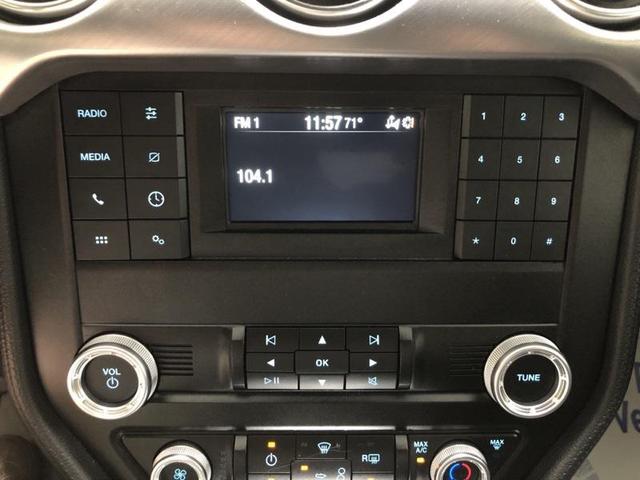 RADIO
MEDIA
FM 1 11:57 71°
104.1
1 2 3
4 5 6
7 8 9
* 0 #
VOL
OK
TUNE
R
MAX
A/C
MAX